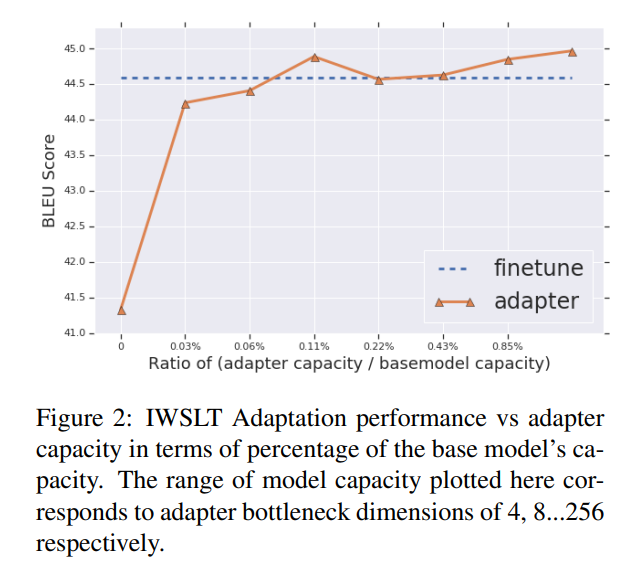 45.0
44.5
44.0
43.5
43.0
42.5
42.0
41.5
41.0
BLEU Score
finetune
adapter
0 0.03% 0.06% 0.11% 0.22% 0.43% 0.85%
Ratio of (adapter capacity / basemodel capacity)
Figure 2: IWSLT Adaptation performance vs adapter
capacity in terms of percentage of the base model's ca-
pacity. The range of model capacity plotted here cor-
responds to adapter bottleneck dimensions of 4, 8...256
respectively.